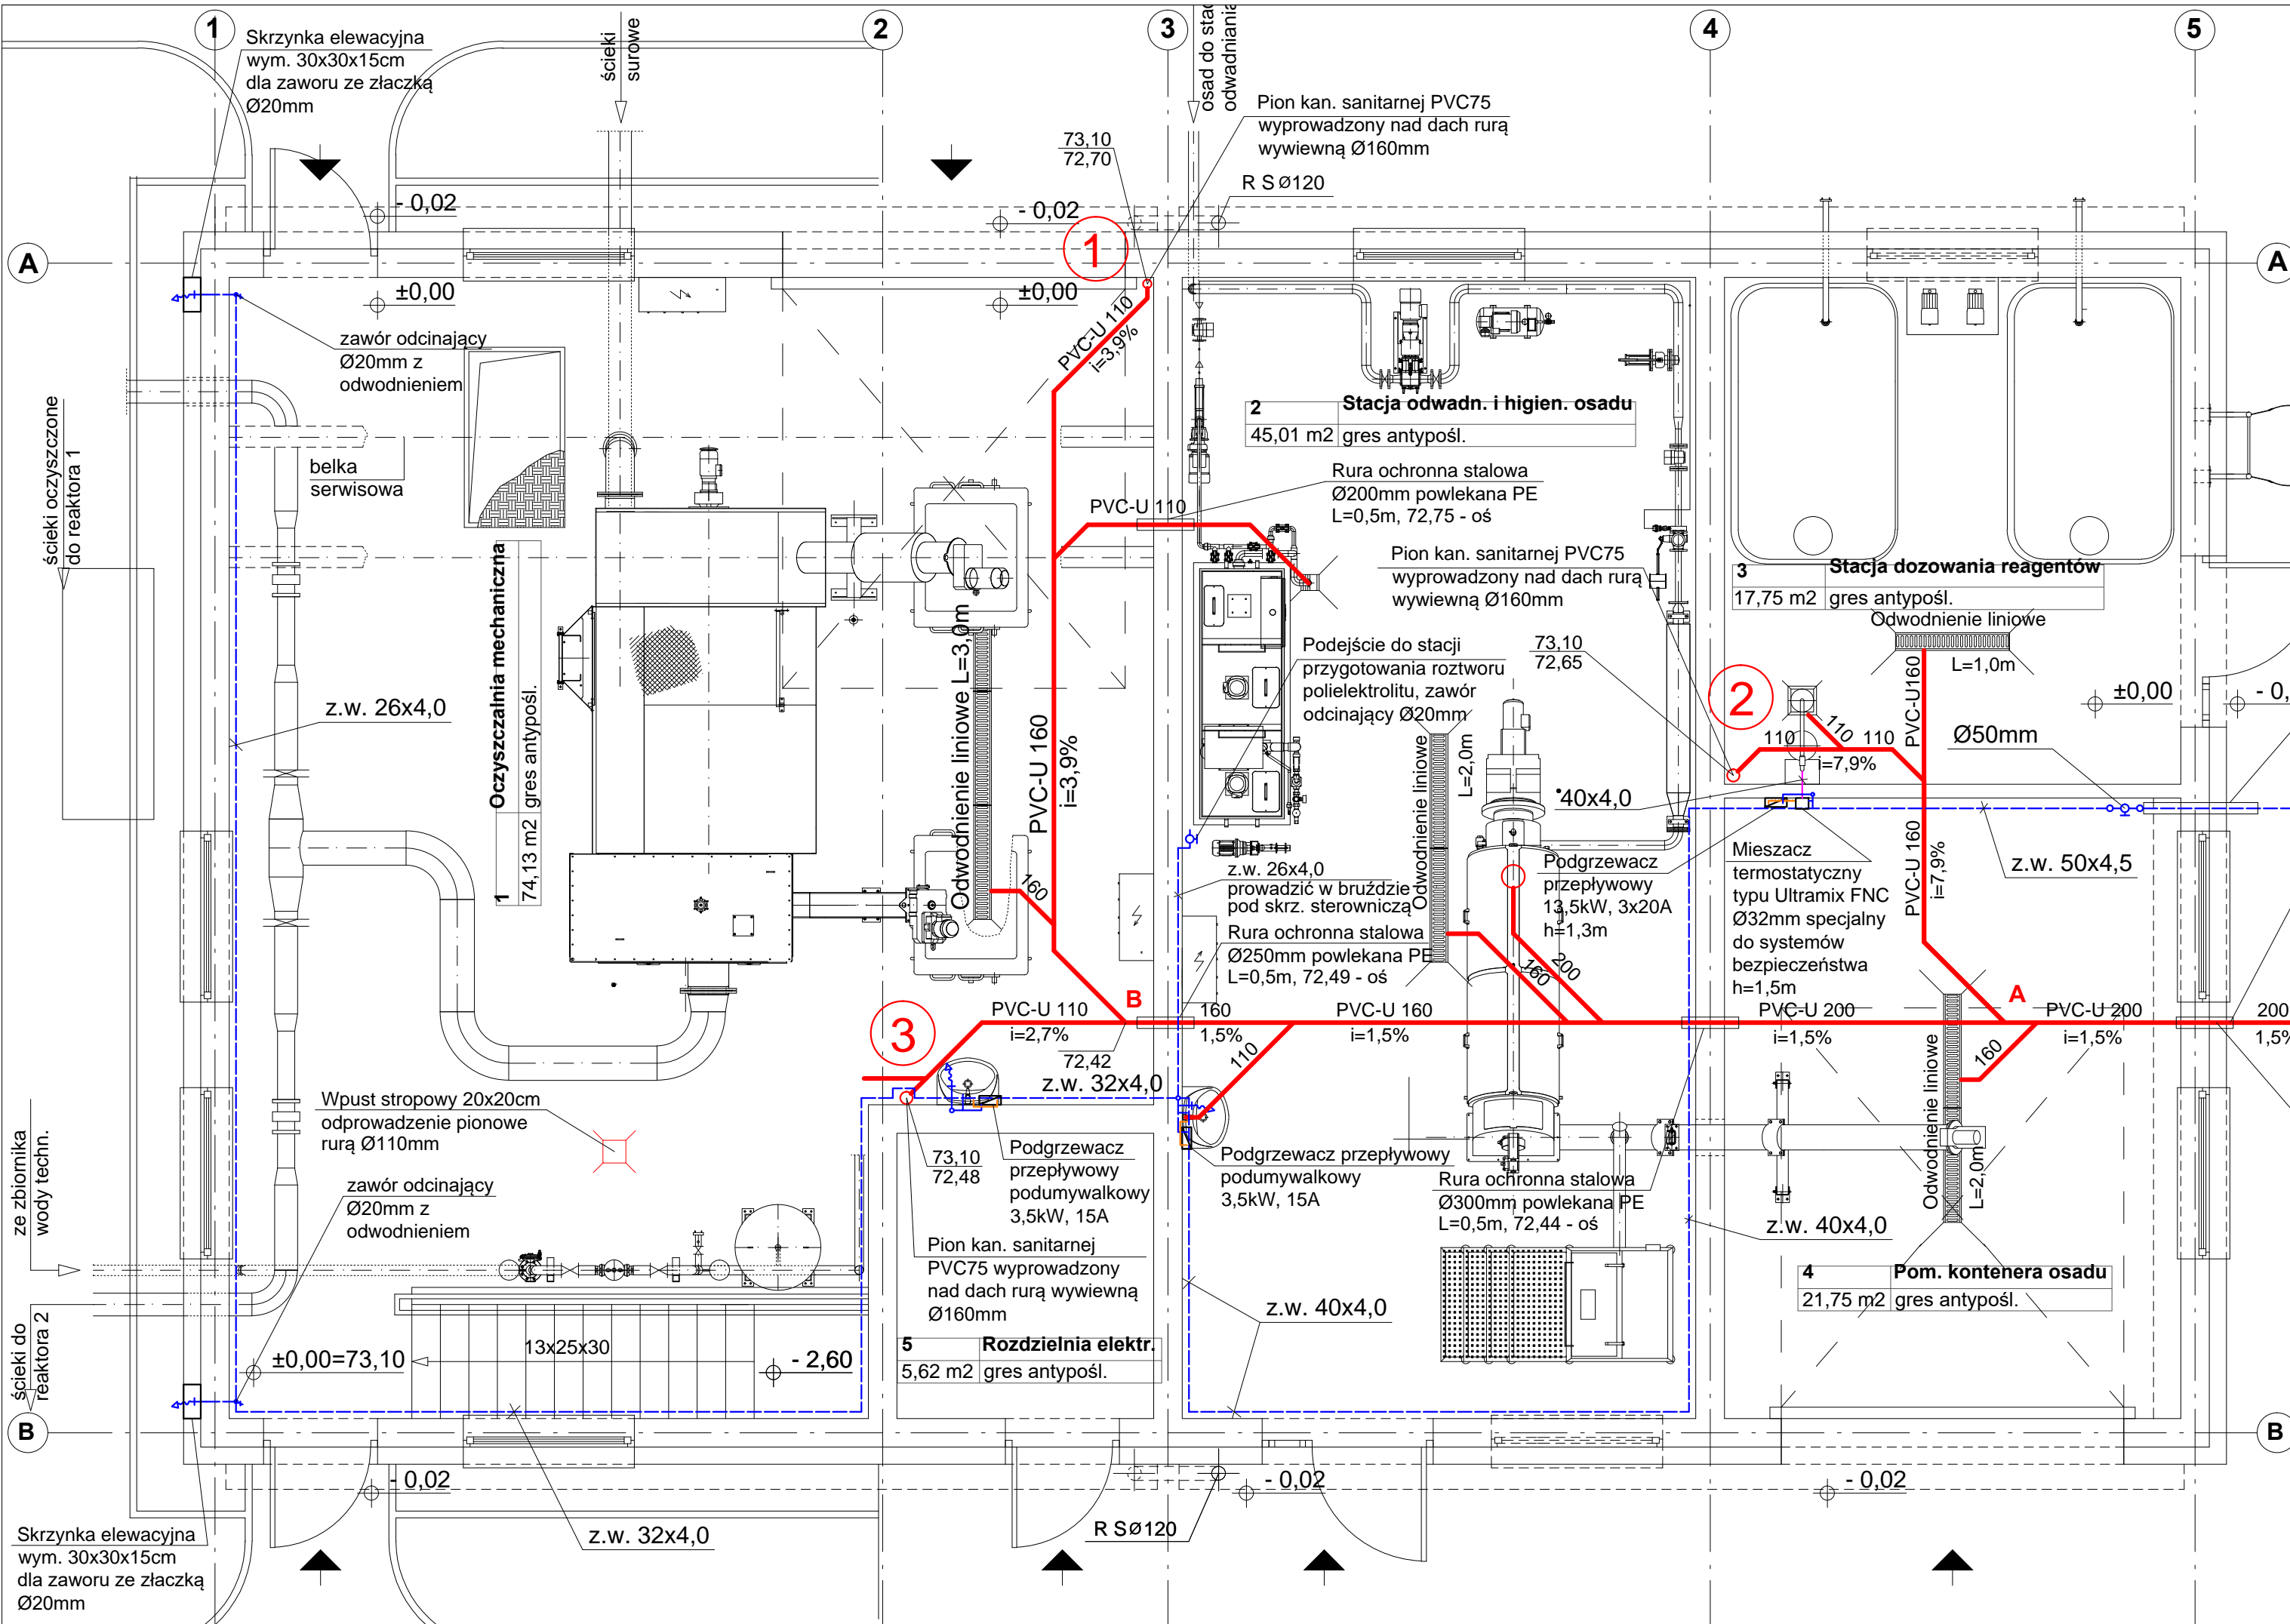 1
2
3
4
5
Skrzynka elewacyjna
wym. 30x30x15cm
dla zaworu ze złaczką
Ø20mm
ścieki
surowe
osad do stac
odwadniania
Pion kan. sanitarnej PVC75
wyprowadzony nad dach rurą
wywiewną Ø160mm
73,10
72,70
R S Ø120
- 0,02
- 0,02
1
A
A
±0,00
±0,00
PVC-U 110
i=3,9%
zawór odcinający
Ø20mm z
odwodnieniem
ścieki oczyszczone
do reaktora 1
belka
serwisowa
2 Stacja odwadn. i higien. osadu
45,01 m2 gres antypośl.
Rura ochronna stalowa
Ø200mm powlekana PE
L=0,5m, 72,75 - oś
PVC-U 110
Pion kan. sanitarnej PVC75
wyprowadzony nad dach rurą
wywiewną Ø160mm
3 Stacja dozowania reagentów
17,75 m2 gres antypośl.
Odwodnienie liniowe
L=1,0m
1 Oczyszczalnia mechaniczna
74,13 m2 gres antypośl.
Odwodnienie liniowe L=3,0m
PVC-U 160
i=3,9%
Podejście do stacji
przygotowania roztworu
polielektrolitu, zawór
odcinający Ø20mm
73,10
72,65
2
PVC-U160
110
110
110
i=7,9%
±0,00
- 0,
Ø50mm
z.w. 26x4,0
Odwodnienie liniowe
L=2,0m
40x4,0
z.w. 26x4,0
prowadzić w bruździe
pod skrz. sterowniczą
Podgrzewacz
przepływowy
13,5kW, 3x20A
h=1,3m
Mieszacz
termostatyczny
typu Ultramix FNC
Ø32mm specjalny
do systemów
bezpieczeństwa
h=1,5m
PVC-U 160
i=7,9%
z.w. 50x4,5
160
Rura ochronna stalowa
Ø250mm powlekana PE
L=0,5m, 72,49 - oś
160
200
3
PVC-U 110
i=2,7%
72,42
B
160
1,5%
110
PVC-U 160
i=1,5%
PVC-U 200
i=1,5%
A
PVC-U 200
i=1,5%
200
1,5%
160
z.w. 32x4,0
Wpust stropowy 20x20cm
odprowadzenie pionowe
rurą Ø110mm
73,10
72,48
Podgrzewacz
przepływowy
podumywalkowy
3,5kW, 15A
Podgrzewacz przepływowy
podumywalkowy
3,5kW, 15A
Rura ochronna stalowa
Ø300mm powlekana PE
L=0,5m, 72,44 - oś
Odwodnienie liniowe
L=2,0m
ze zbiornika
wody techn.
zawór odcinający
Ø20mm z
odwodnieniem
Pion kan. sanitarnej
PVC75 wyprowadzony
nad dach rurą wywiewną
Ø160mm
z.w. 40x4,0
z.w. 40x4,0
4 Pom. kontenera osadu
21,75 m2 gres antypośl.
ścieki do
reaktora 2
±0,00=73,10
13x25x30
- 2,60
5 Rozdzielnia elektr.
5,62 m2 gres antypośl.
B
B
- 0,02
- 0,02
- 0,02
R SØ120
z.w. 32x4,0
Skrzynka elewacyjna
wym. 30x30x15cm
dla zaworu ze złaczką
Ø20mm